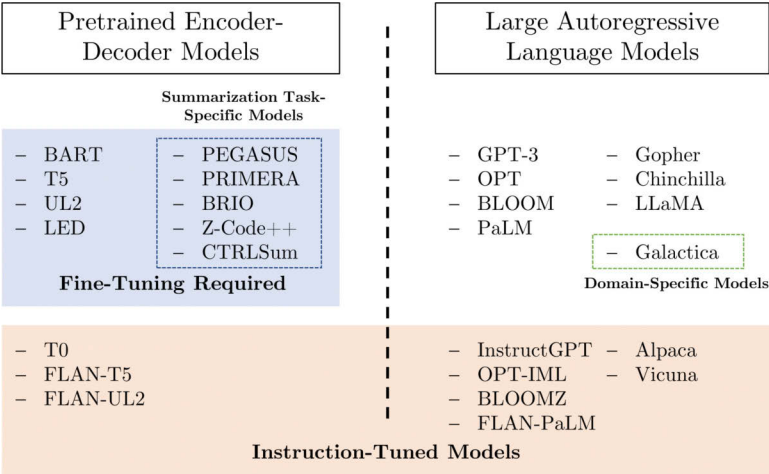 Pretrained Encoder-
Decoder Models
Large Autoregressive
Language Models
Summarization Task-
Specific Models
– BART
– T5
– UL2
– LED
– PEGASUS
– PRIMERA
– BRIO
– Z-Code++
– CTRLSum
Fine-Tuning Required
– GPT-3
– OPT
– BLOOM
– PaLM
– Gopher
– Chinchilla
– LLaMA
– Galactica
Domain-Specific Models
– T0
– FLAN-T5
– FLAN-UL2
– InstructGPT
– OPT-IML
– BLOOMZ
– FLAN-PaLM
– Alpaca
– Vicuna
Instruction-Tuned Models